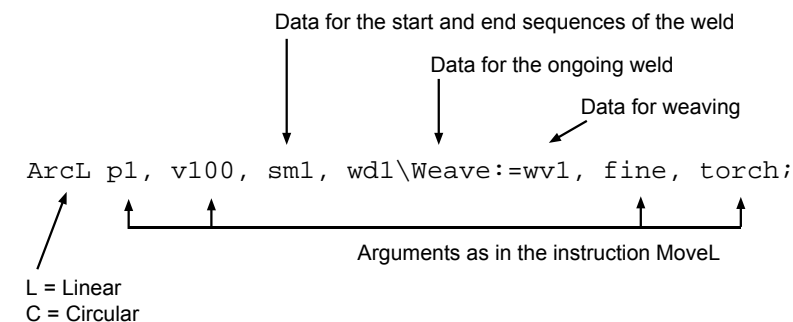 Data for the start and end sequences of the weld
Data for the ongoing weld
Data for weaving
ArcL p1, v100, sm1, wd1\Weave:=wv1, fine, torch;
Arguments as in the instruction MoveL
L = Linear
C = Circular